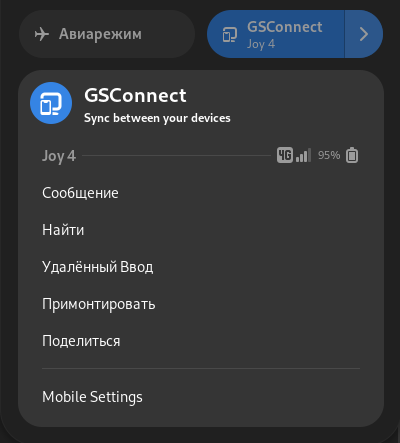 Авиарежим
GSConnect
Joy 4
GSConnect
Sync between your devices
Joy 4 4G 95%
Сообщение
Найти
Удалённый Ввод
Примонтировать
Поделиться
Mobile Settings